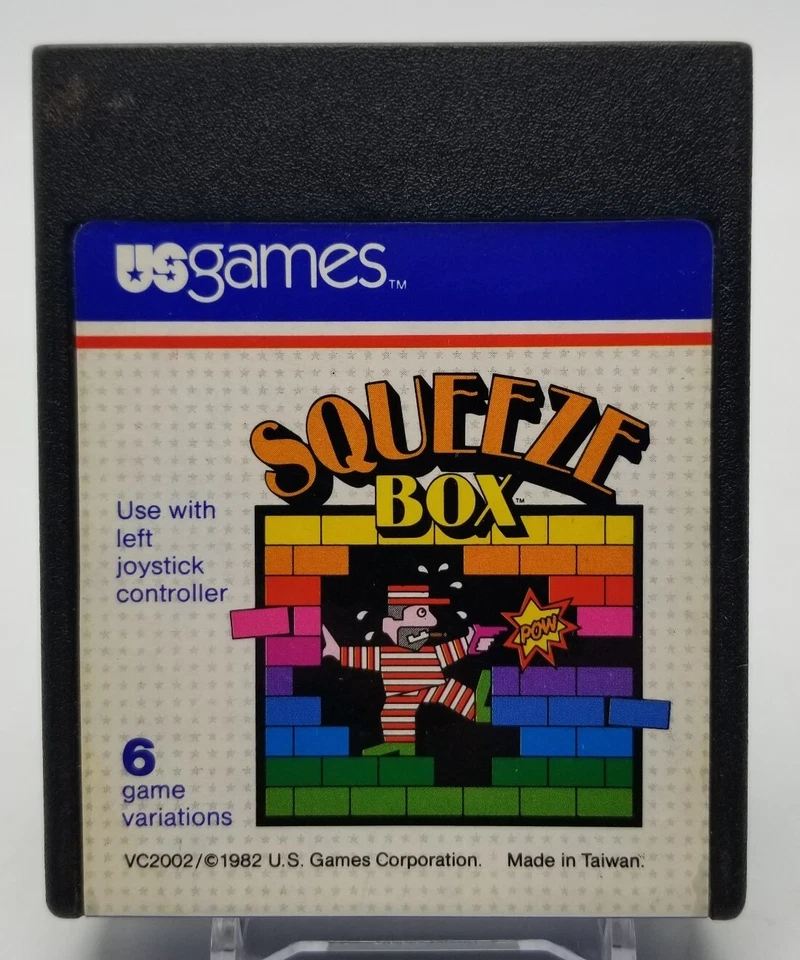 USgames™
SQUEEZE
BOX™
Use with
left
joystick
controller
POW
6
game
variations
VC2002/©1982 U.S. Games Corporation. Made in Taiwan.